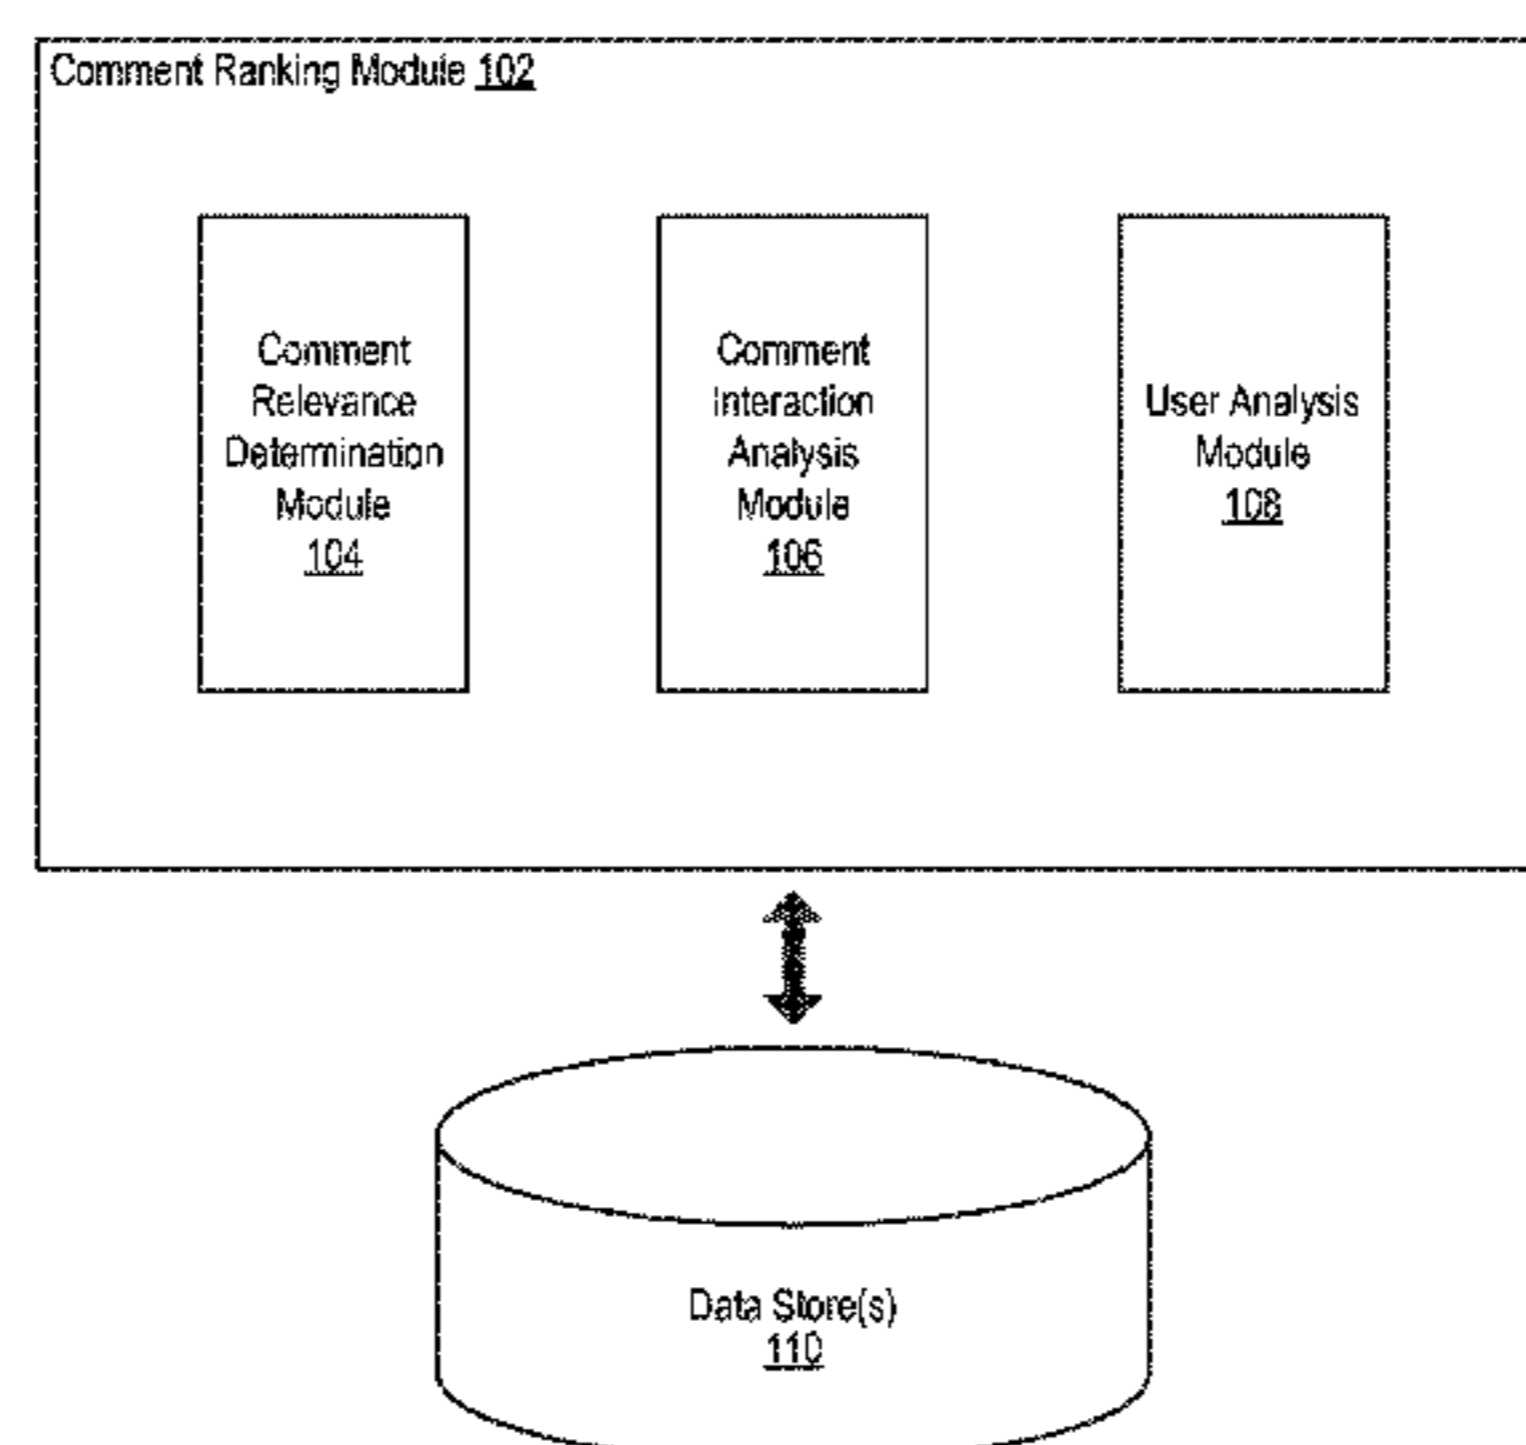 Comment Ranking Module 102
Comment
Relevance
Determination
Module
104
Comment
Interaction
Analysis
Module
106
User Analysis
Module
108
Data Store(s)
110